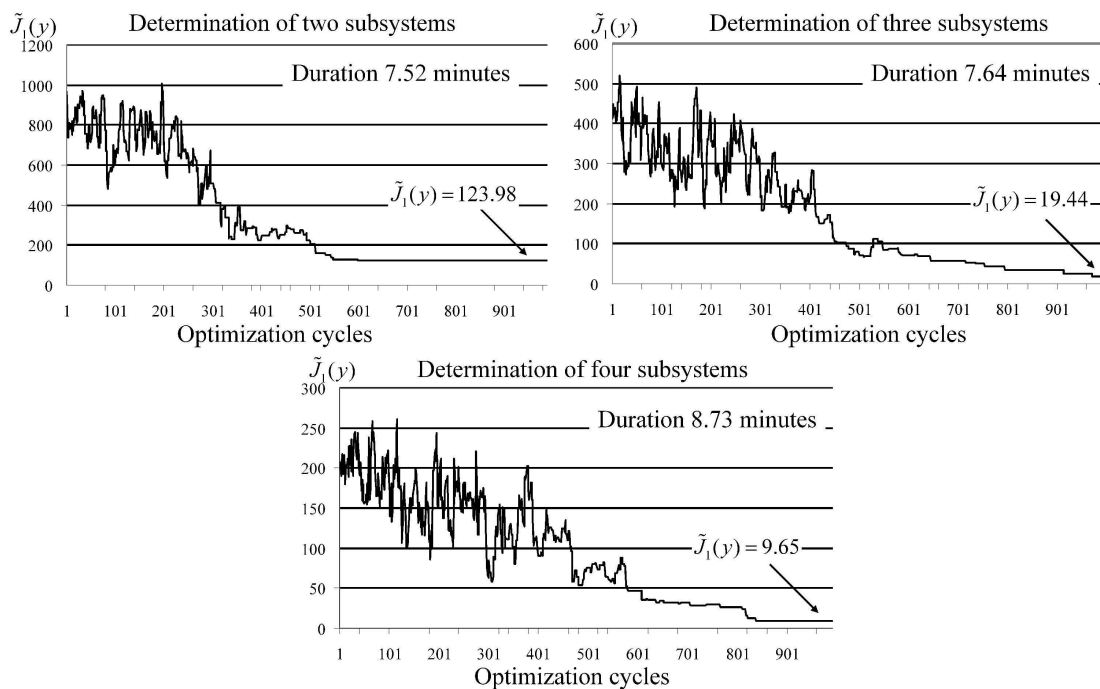 Determination of two subsystems
J̃₁(y)
1200
1000
800
600
400
200
0
Duration 7.52 minutes
J̃₁(y) = 123.98
1 101 201 301 401 501 601 701 801 901
Optimization cycles
Determination of three subsystems
J̃₁(y)
600
500
400
300
200
100
0
Duration 7.64 minutes
J̃₁(y) = 19.44
1 101 201 301 401 501 601 701 801 901
Optimization cycles
Determination of four subsystems
J̃₁(y)
300
250
200
150
100
50
0
Duration 8.73 minutes
J̃₁(y) = 9.65
1 101 201 301 401 501 601 701 801 901
Optimization cycles